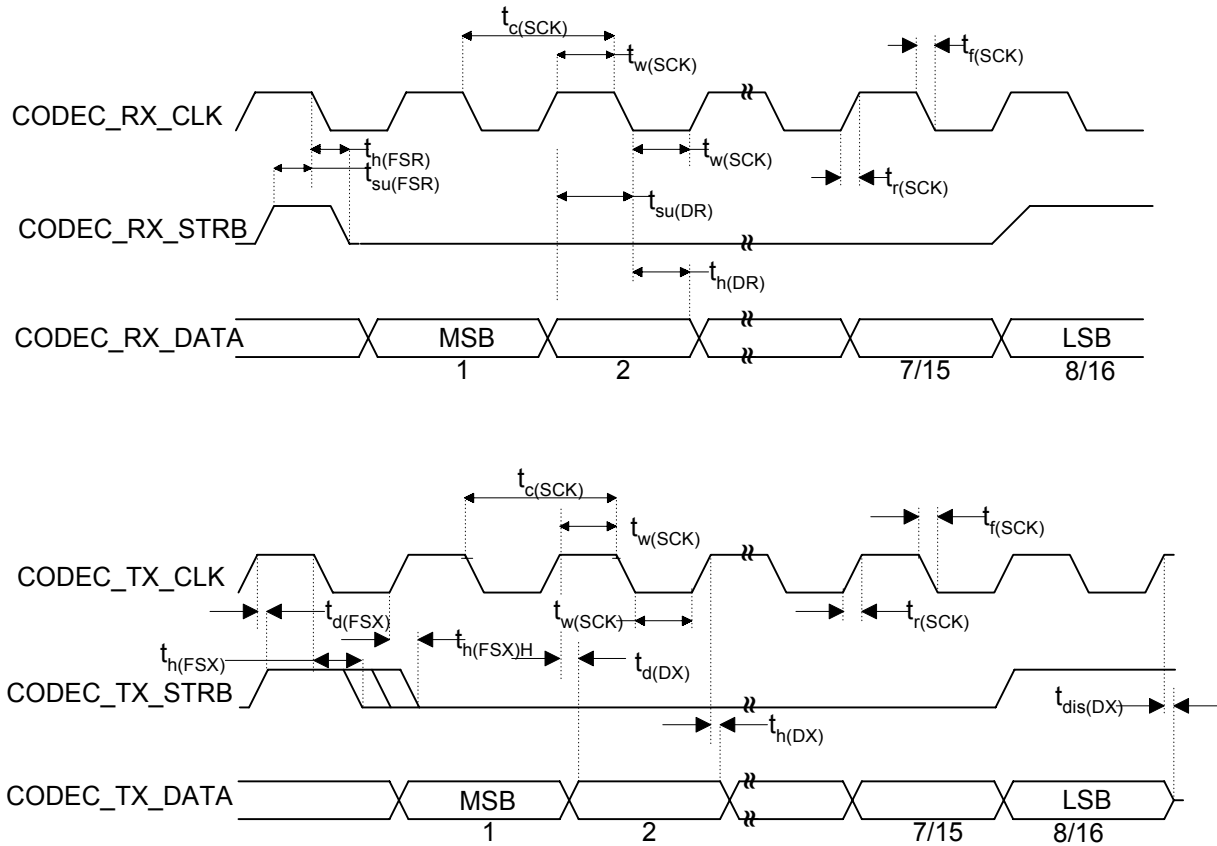 tc(SCK)
tw(SCK)
tf(SCK)
CODEC_RX_CLK
th(FSR)
tw(SCK)
tsu(FSR)
tr(SCK)
tsu(DR)
CODEC_RX_STRB
th(DR)
CODEC_RX_DATA
MSB
LSB
1
2
7/15
8/16
tc(SCK)
tw(SCK)
tf(SCK)
CODEC_TX_CLK
td(FSX)
tw(SCK)
tr(SCK)
th(FSX)
th(FSX)H
td(DX)
CODEC_TX_STRB
tdis(DX)
th(DX)
CODEC_TX_DATA
MSB
LSB
1
2
7/15
8/16